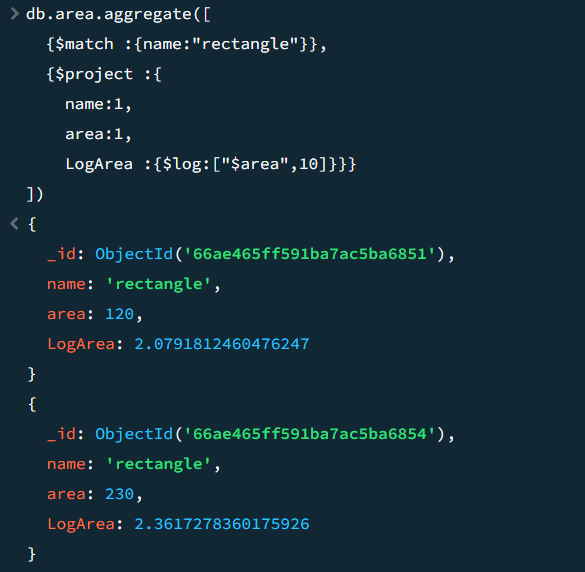 > db.area.aggregate([
{$match :{name:"rectangle"}},
{$project :{
name:1,
area:1,
LogArea :{$log:["$area",10]}}}
])
< {
_id: ObjectId('66ae465ff591ba7ac5ba6851'),
name: 'rectangle',
area: 120,
LogArea: 2.0791812460476247
}
{
_id: ObjectId('66ae465ff591ba7ac5ba6854'),
name: 'rectangle',
area: 230,
LogArea: 2.3617278360175926
}